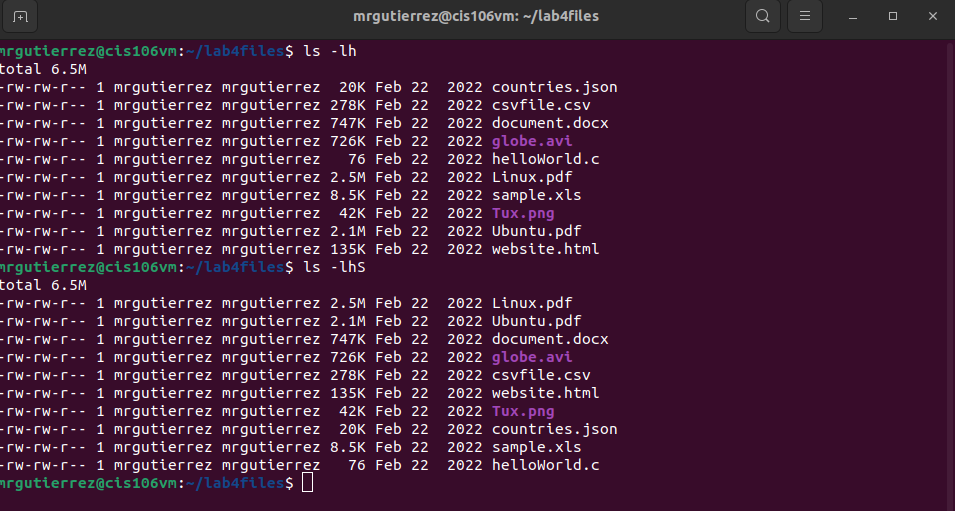 mrgutierrez@cis106vm: ~/lab4files
mrgutierrez@cis106vm:~/lab4files$ ls -lh
total 6.5M
-rw-rw-r-- 1 mrgutierrez mrgutierrez  20K Feb 22  2022 countries.json
-rw-rw-r-- 1 mrgutierrez mrgutierrez 278K Feb 22  2022 csvfile.csv
-rw-rw-r-- 1 mrgutierrez mrgutierrez 747K Feb 22  2022 document.docx
-rw-rw-r-- 1 mrgutierrez mrgutierrez 726K Feb 22  2022 globe.avi
-rw-rw-r-- 1 mrgutierrez mrgutierrez   76 Feb 22  2022 helloWorld.c
-rw-rw-r-- 1 mrgutierrez mrgutierrez 2.5M Feb 22  2022 Linux.pdf
-rw-rw-r-- 1 mrgutierrez mrgutierrez 8.5K Feb 22  2022 sample.xls
-rw-rw-r-- 1 mrgutierrez mrgutierrez  42K Feb 22  2022 Tux.png
-rw-rw-r-- 1 mrgutierrez mrgutierrez 2.1M Feb 22  2022 Ubuntu.pdf
-rw-rw-r-- 1 mrgutierrez mrgutierrez 135K Feb 22  2022 website.html
mrgutierrez@cis106vm:~/lab4files$ ls -lhS
total 6.5M
-rw-rw-r-- 1 mrgutierrez mrgutierrez 2.5M Feb 22  2022 Linux.pdf
-rw-rw-r-- 1 mrgutierrez mrgutierrez 2.1M Feb 22  2022 Ubuntu.pdf
-rw-rw-r-- 1 mrgutierrez mrgutierrez 747K Feb 22  2022 document.docx
-rw-rw-r-- 1 mrgutierrez mrgutierrez 726K Feb 22  2022 globe.avi
-rw-rw-r-- 1 mrgutierrez mrgutierrez 278K Feb 22  2022 csvfile.csv
-rw-rw-r-- 1 mrgutierrez mrgutierrez 135K Feb 22  2022 website.html
-rw-rw-r-- 1 mrgutierrez mrgutierrez  42K Feb 22  2022 Tux.png
-rw-rw-r-- 1 mrgutierrez mrgutierrez  20K Feb 22  2022 countries.json
-rw-rw-r-- 1 mrgutierrez mrgutierrez 8.5K Feb 22  2022 sample.xls
-rw-rw-r-- 1 mrgutierrez mrgutierrez   76 Feb 22  2022 helloWorld.c
mrgutierrez@cis106vm:~/lab4files$